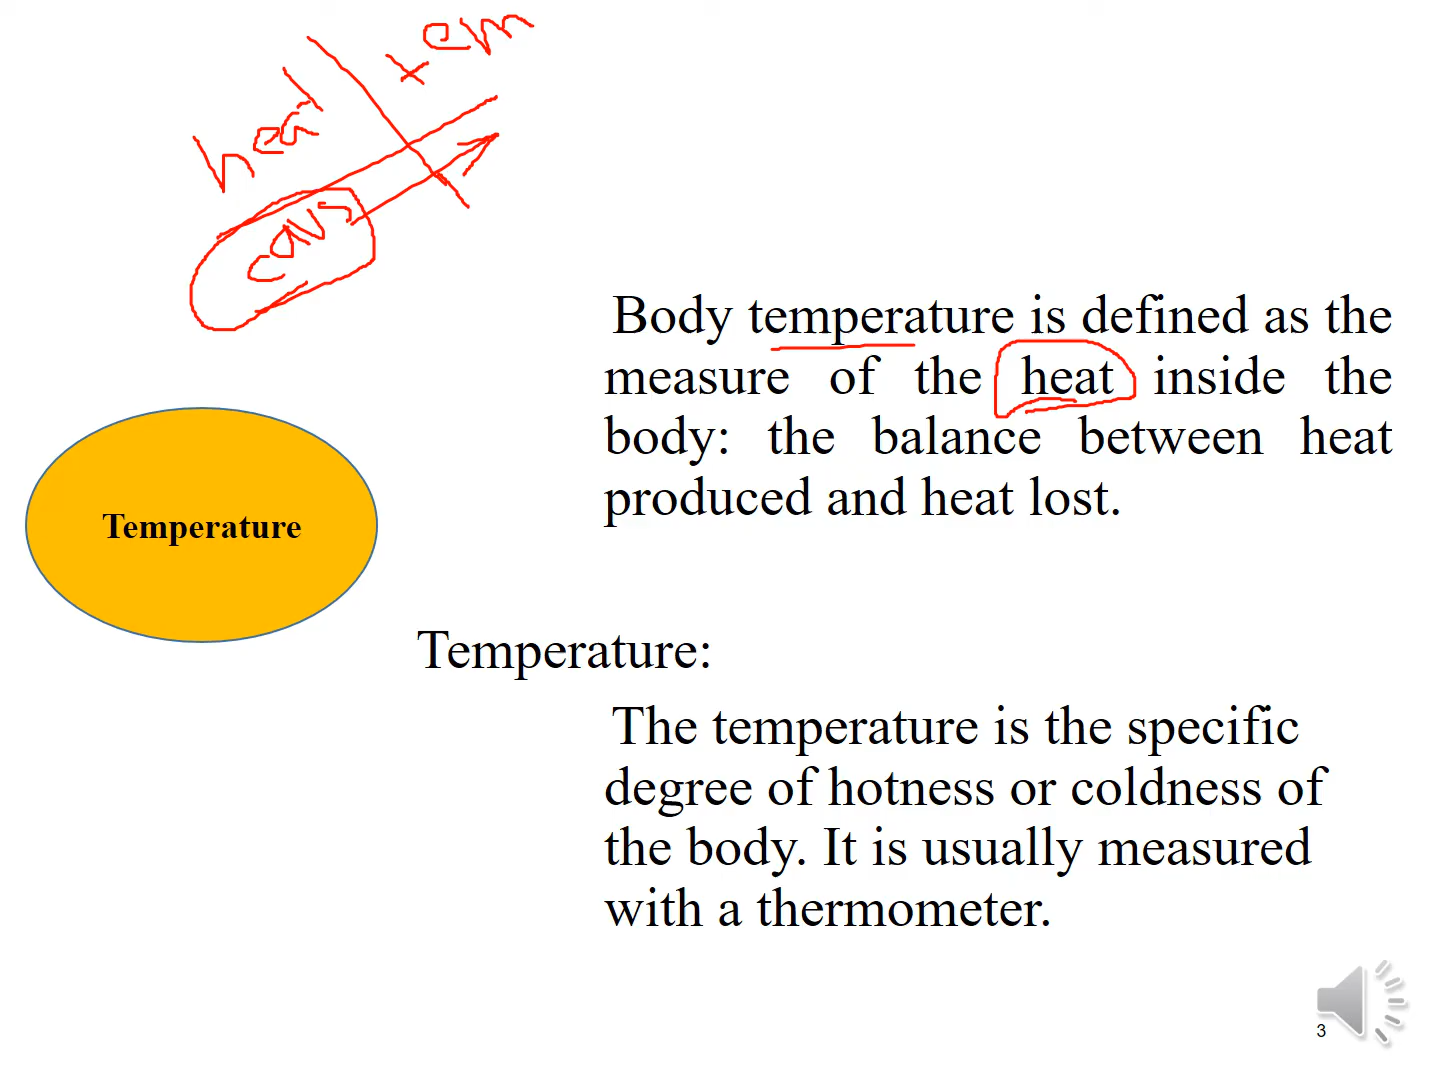 heat
tem
Body temperature is defined as the
measure of the heat inside the
body: the balance between heat
produced and heat lost.
Temperature
Temperature:
The temperature is the specific
degree of hotness or coldness of
the body. It is usually measured
with a thermometer.
3